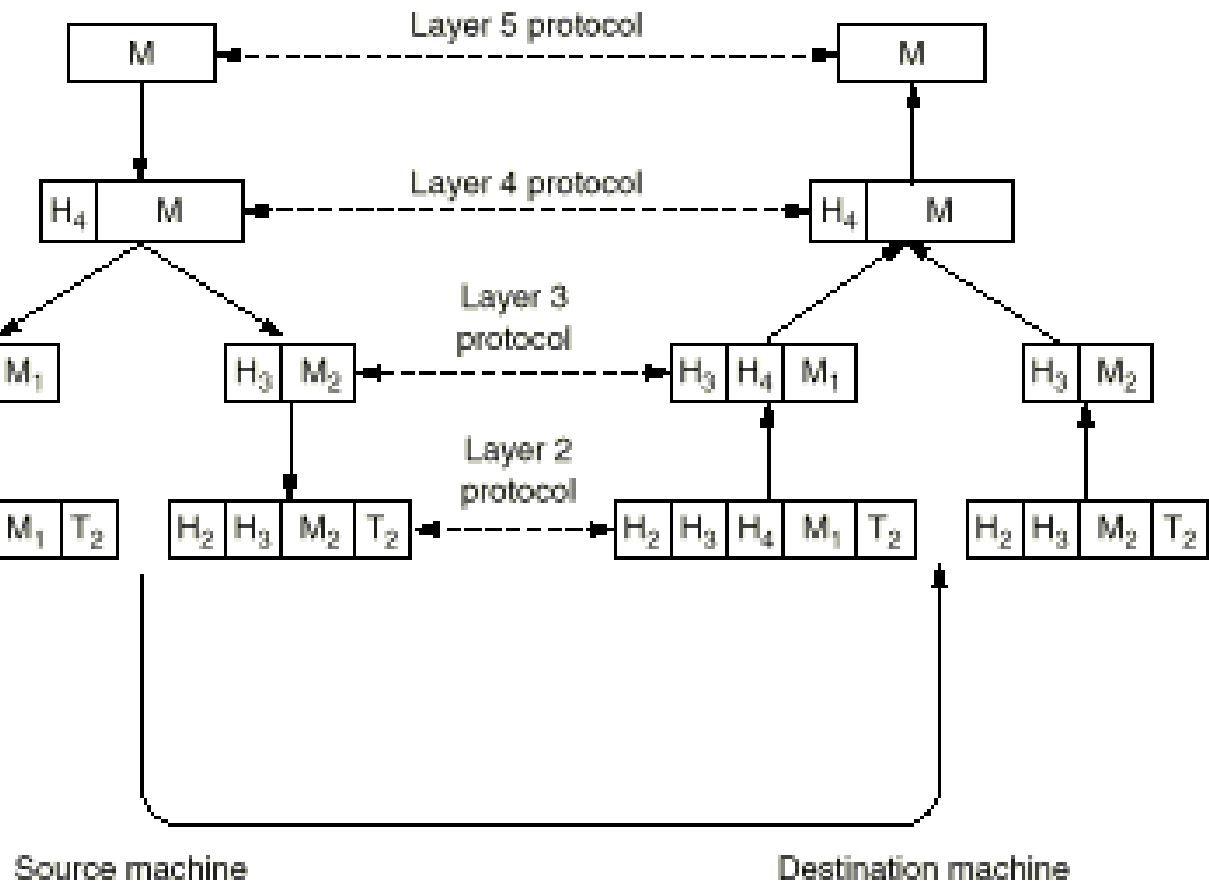 Layer 5 protocol
M
M
Layer 4 protocol
H4 M
H4 M
Layer 3
protocol
M1
H3 M2
H3 H4 M1
H3 M2
Layer 2
protocol
M1 T2
H2 H3 M2 T2
H2 H3 H4 M1 T2
H2 H3 M2 T2
Source machine
Destination machine